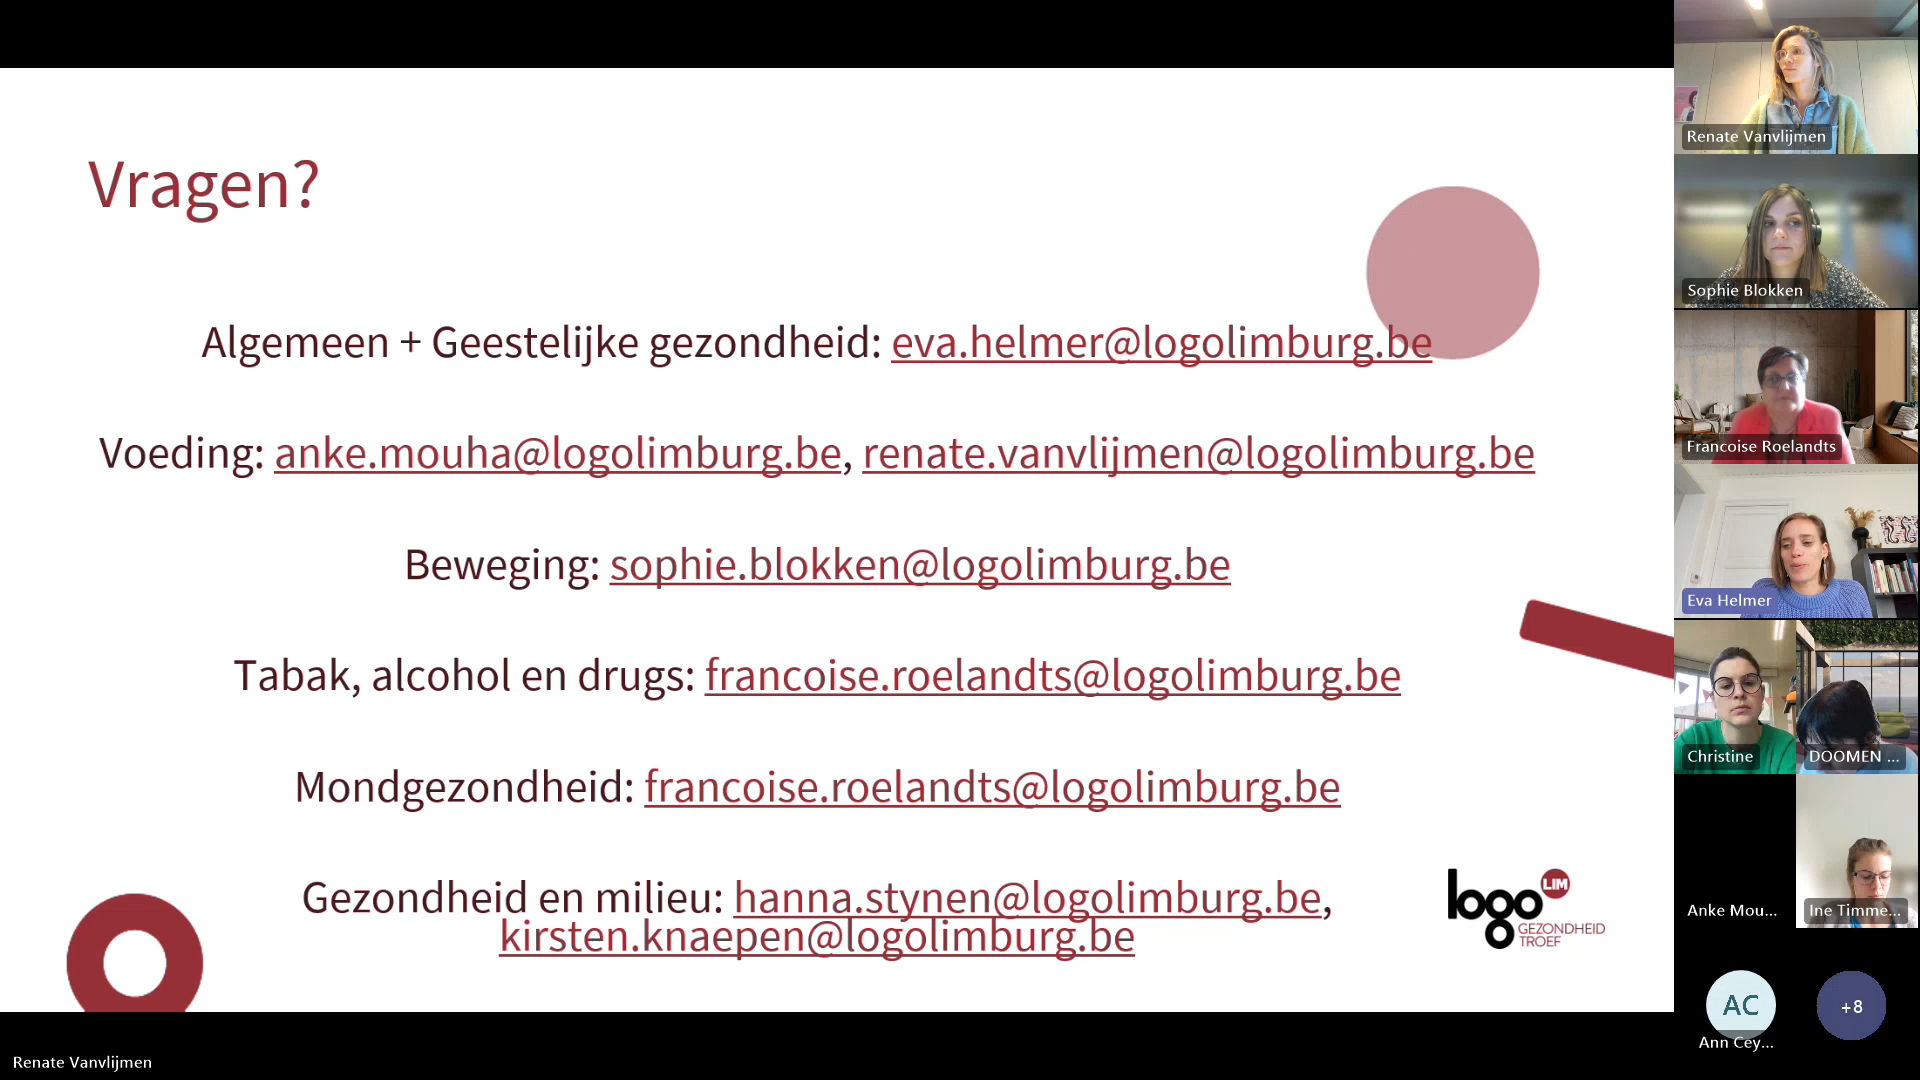 Vragen?
Algemeen + Geestelijke gezondheid: eva.helmer@logolimburg.be
Voeding: anke.mouha@logolimburg.be, renate.vanvlijmen@logolimburg.be
Beweging: sophie.blokken@logolimburg.be
Tabak, alcohol en drugs: francoise.roelandts@logolimburg.be
Mondgezondheid: francoise.roelandts@logolimburg.be
Gezondheid en milieu: hanna.stynen@logolimburg.be,
kirsten.knaepen@logolimburg.be
logo LIM
GEZONDHEID
TROEF
Renate Vanvlijmen
Renate Vanvlijmen
Sophie Blokken
Francoise Roelandts
Eva Helmer
Christine
DOOMEN ...
Anke Mou...
Ine Timme...
AC
Ann Cey...
+8